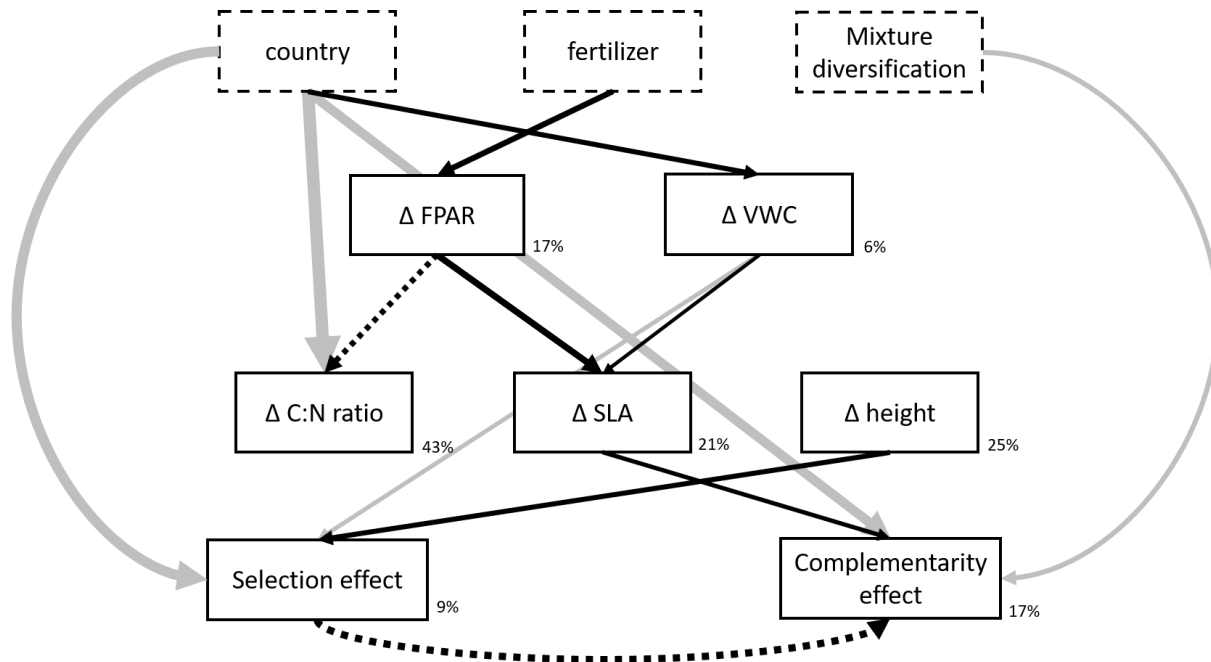 country
fertilizer
Mixture
diversification
Δ FPAR
17%
Δ VWC
6%
Δ C:N ratio
43%
Δ SLA
21%
Δ height
25%
Selection effect
9%
Complementarity
effect
17%